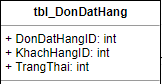 tbl_DonDatHang
+ DonDatHangID: int
+ KhachHangID: int
+ TrangThai: int